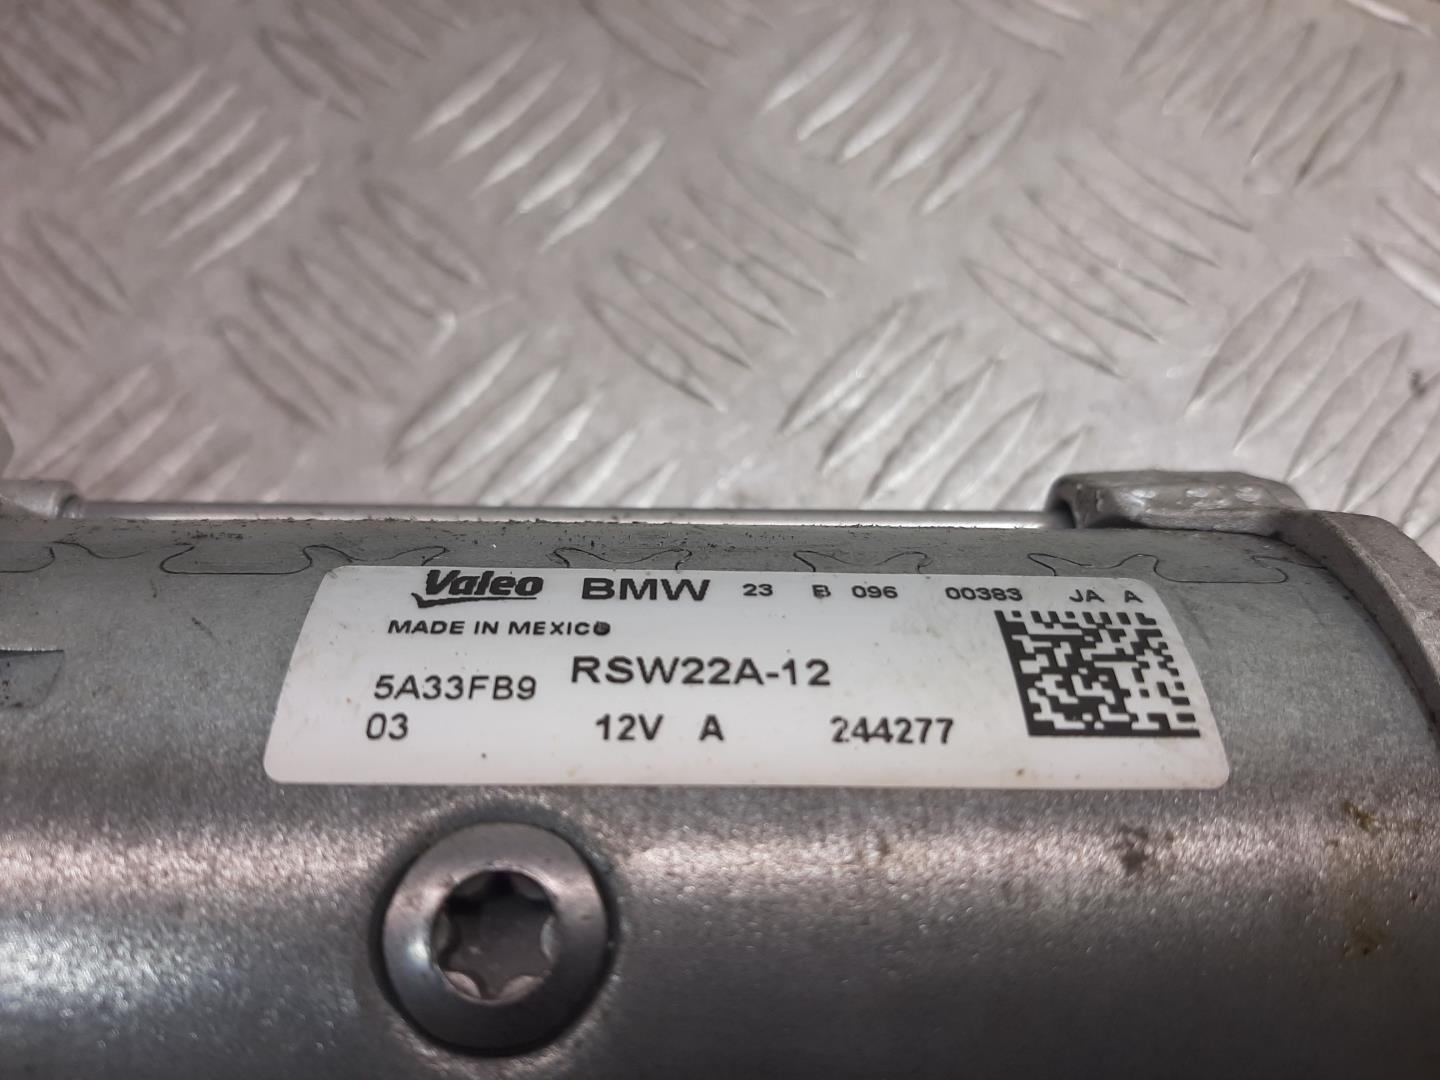 Valeo BMW 23 B 096 00383 JA A
MADE IN MEXICO
5A33FB9 RSW22A-12
03 12V A 244277